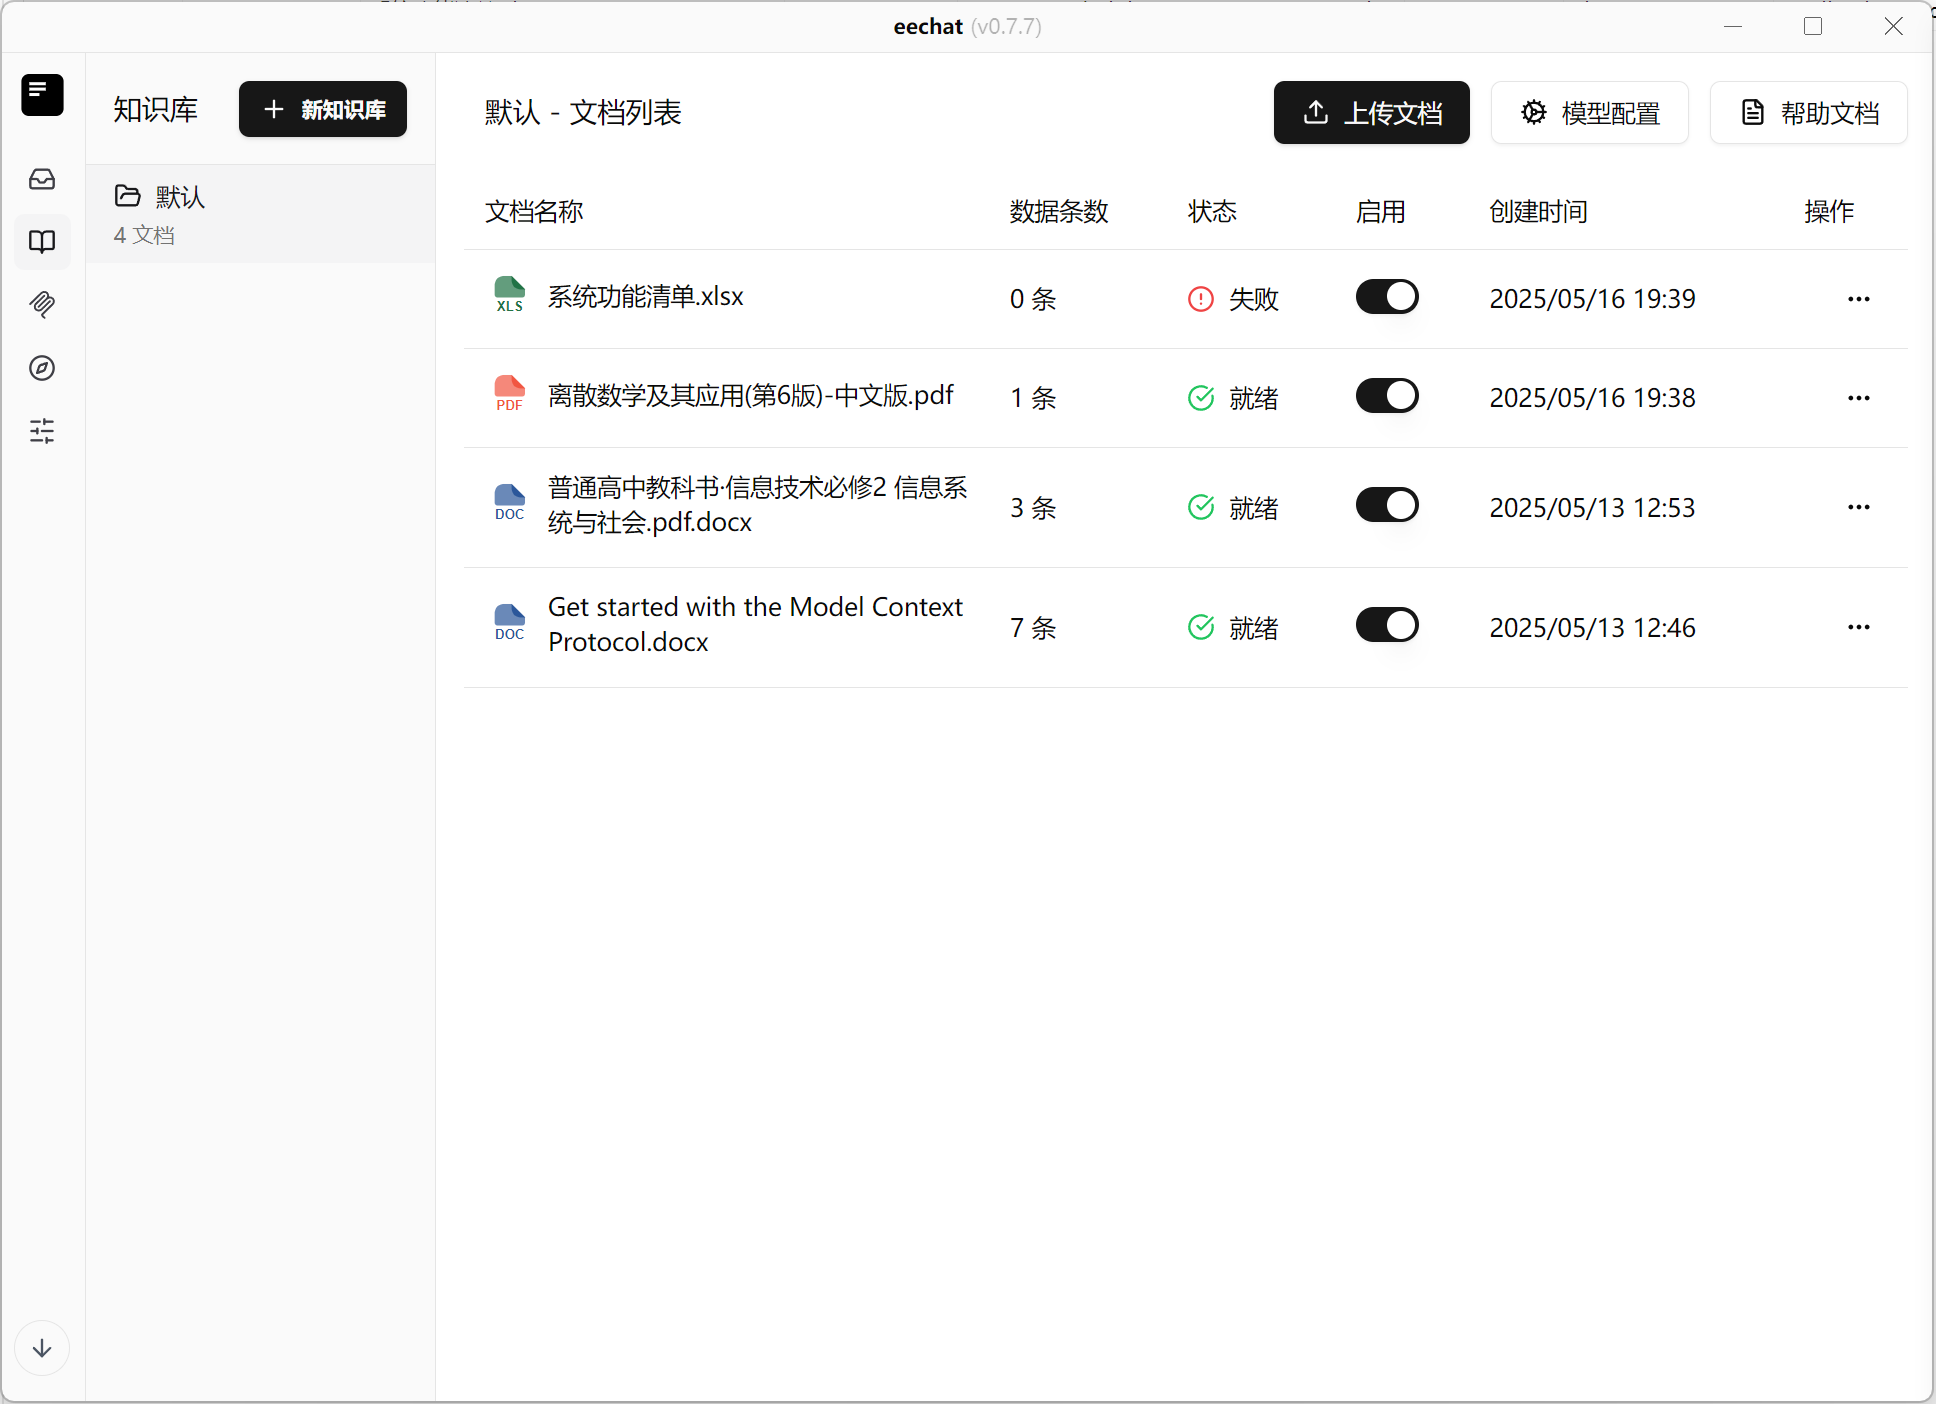 eechat (v0.7.7)
知识库
新知识库
默认
4 文档
默认 - 文档列表
上传文档
模型配置
帮助文档
文档名称 数据条数 状态 启用 创建时间 操作
XLS 系统功能清单.xlsx 0 条 失败 2025/05/16 19:39
PDF 离散数学及其应用(第6版)-中文版.pdf 1 条 就绪 2025/05/16 19:38
DOC 普通高中教科书·信息技术必修2 信息系
统与社会.pdf.docx 3 条 就绪 2025/05/13 12:53
DOC Get started with the Model Context
Protocol.docx 7 条 就绪 2025/05/13 12:46